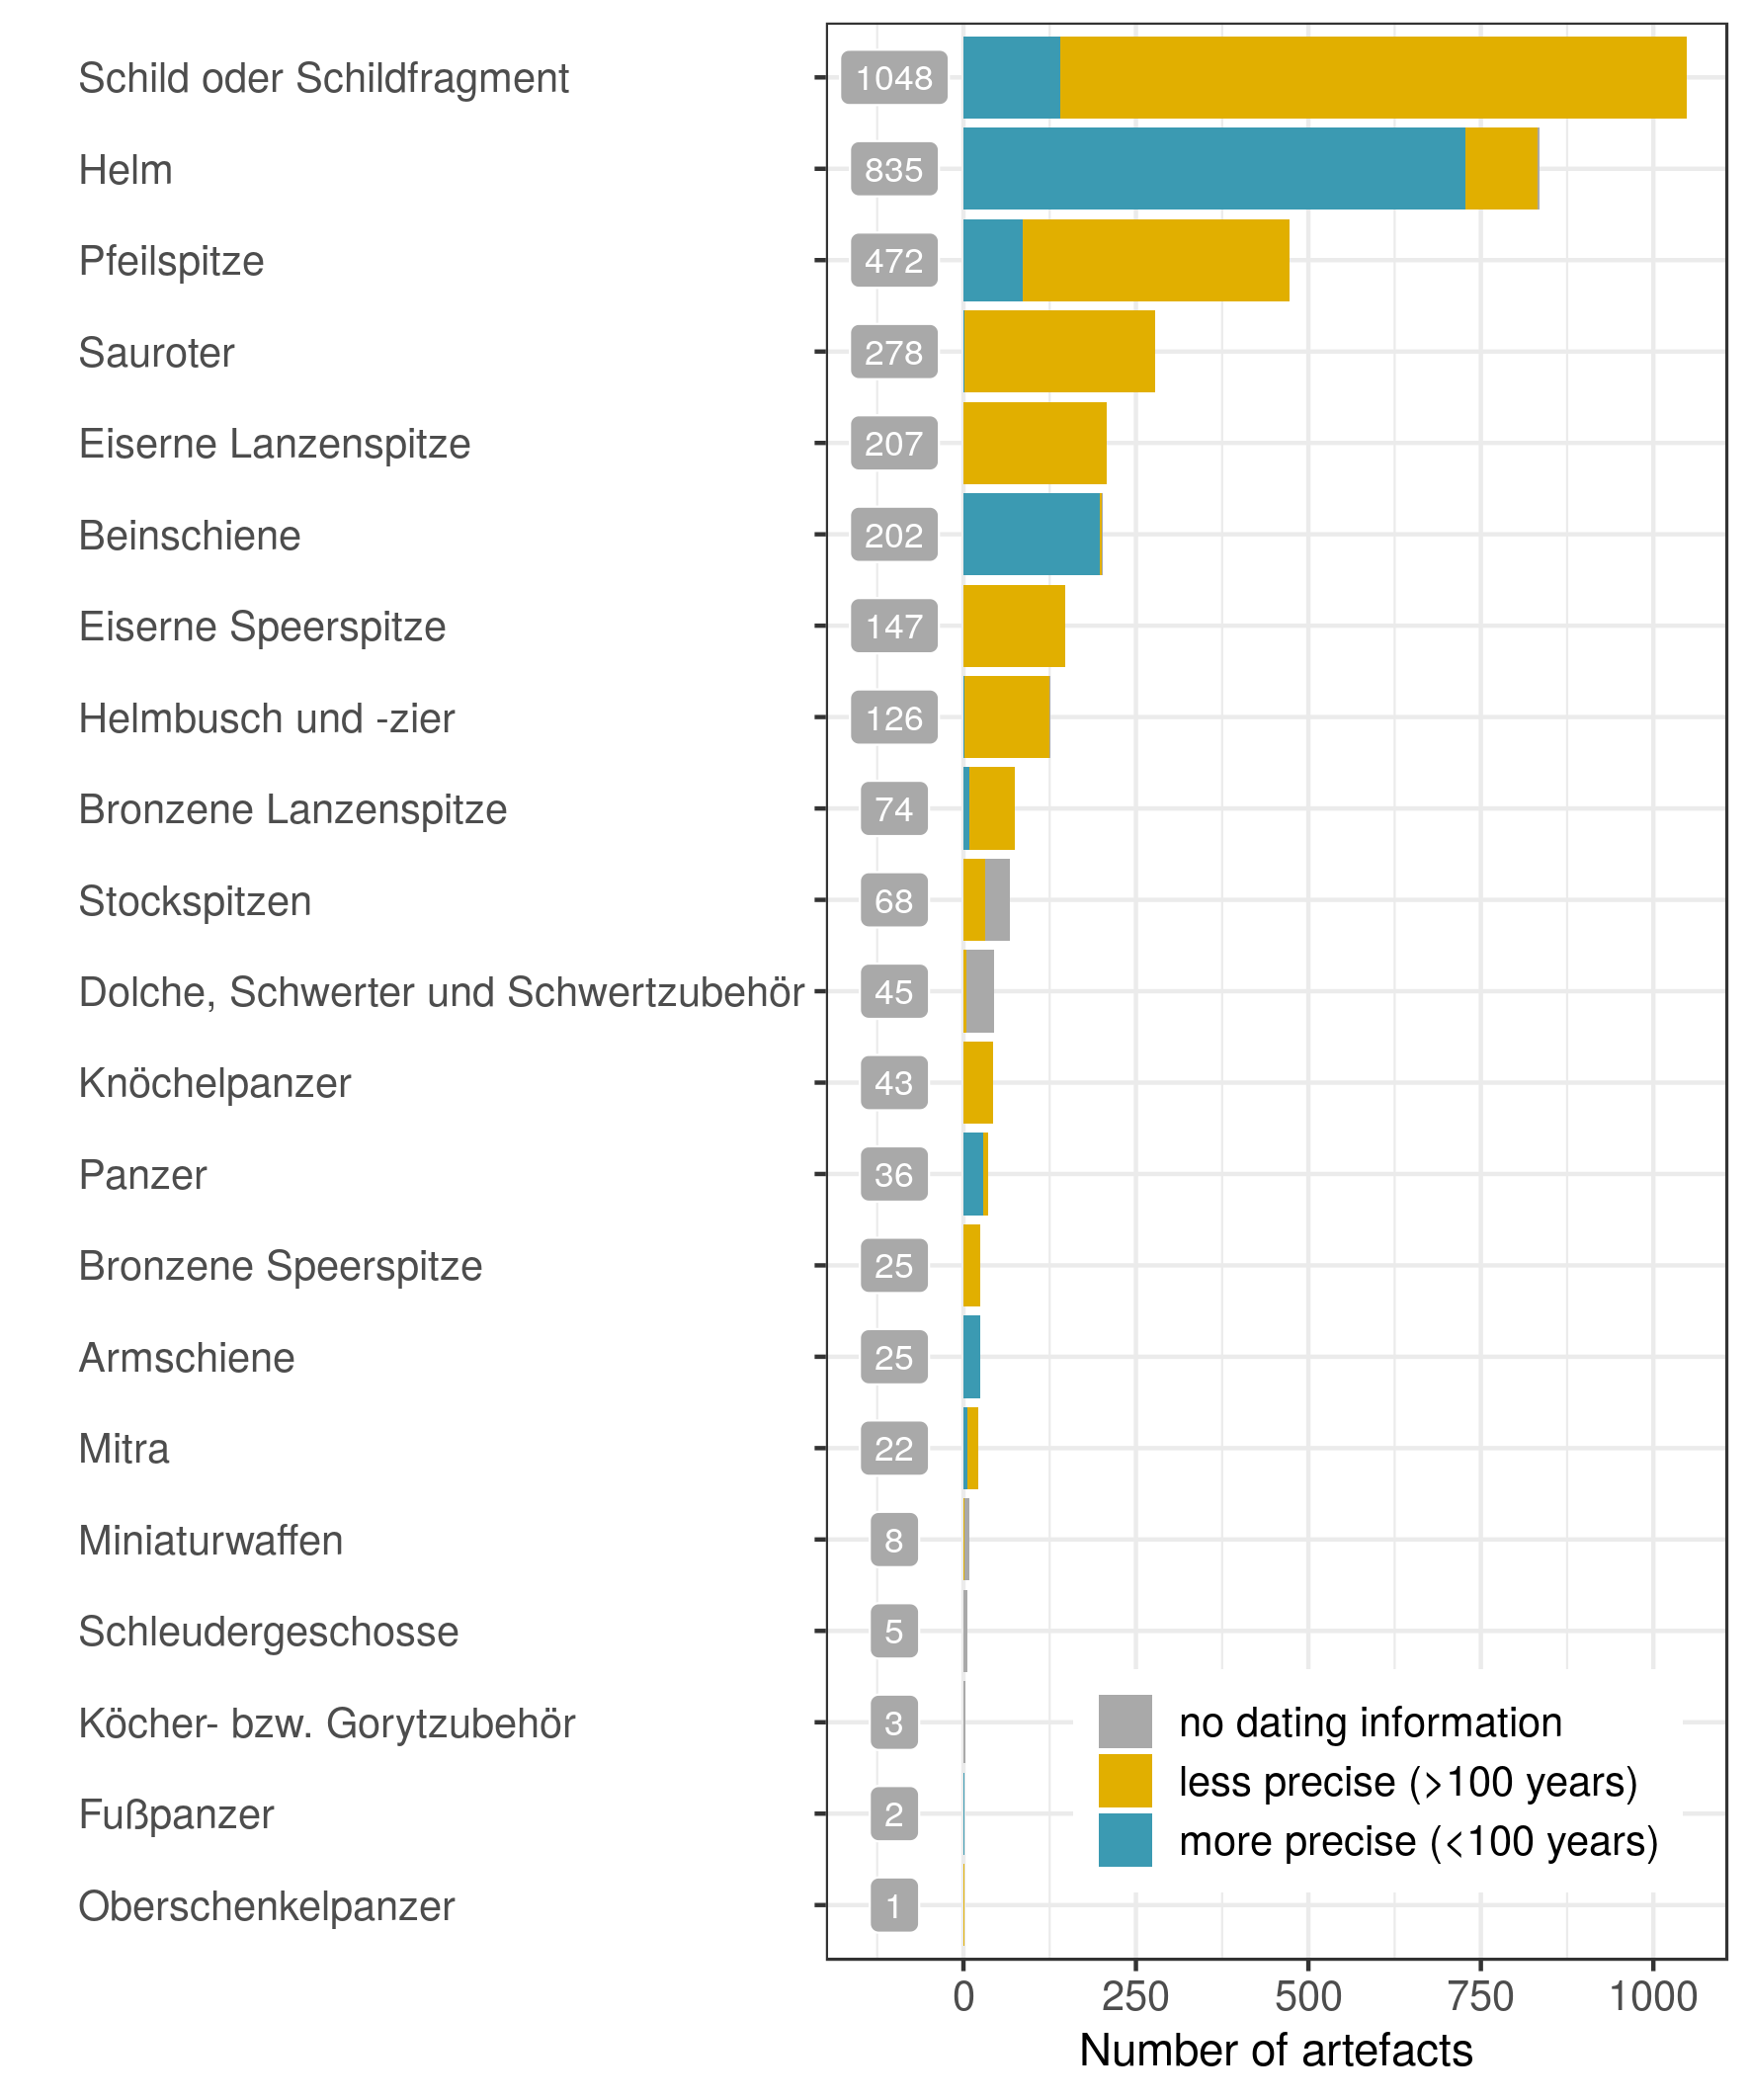 Schild oder Schildfragment 1048
Helm 835
Pfeilspitze 472
Sauroter 278
Eiserne Lanzenspitze 207
Beinschiene 202
Eiserne Speerspitze 147
Helmbusch und -zier 126
Bronzene Lanzenspitze 74
Stockspitzen 68
Dolche, Schwerter und Schwertzubehör 45
Knöchelpanzer 43
Panzer 36
Bronzene Speerspitze 25
Armschiene 25
Mitra 22
Miniaturwaffen 8
Schleudergeschosse 5
Köcher- bzw. Gorytzubehör 3
Fußpanzer 2
Oberschenkelpanzer 1
no dating information
less precise (>100 years)
more precise (<100 years)
0 250 500 750 1000
Number of artefacts